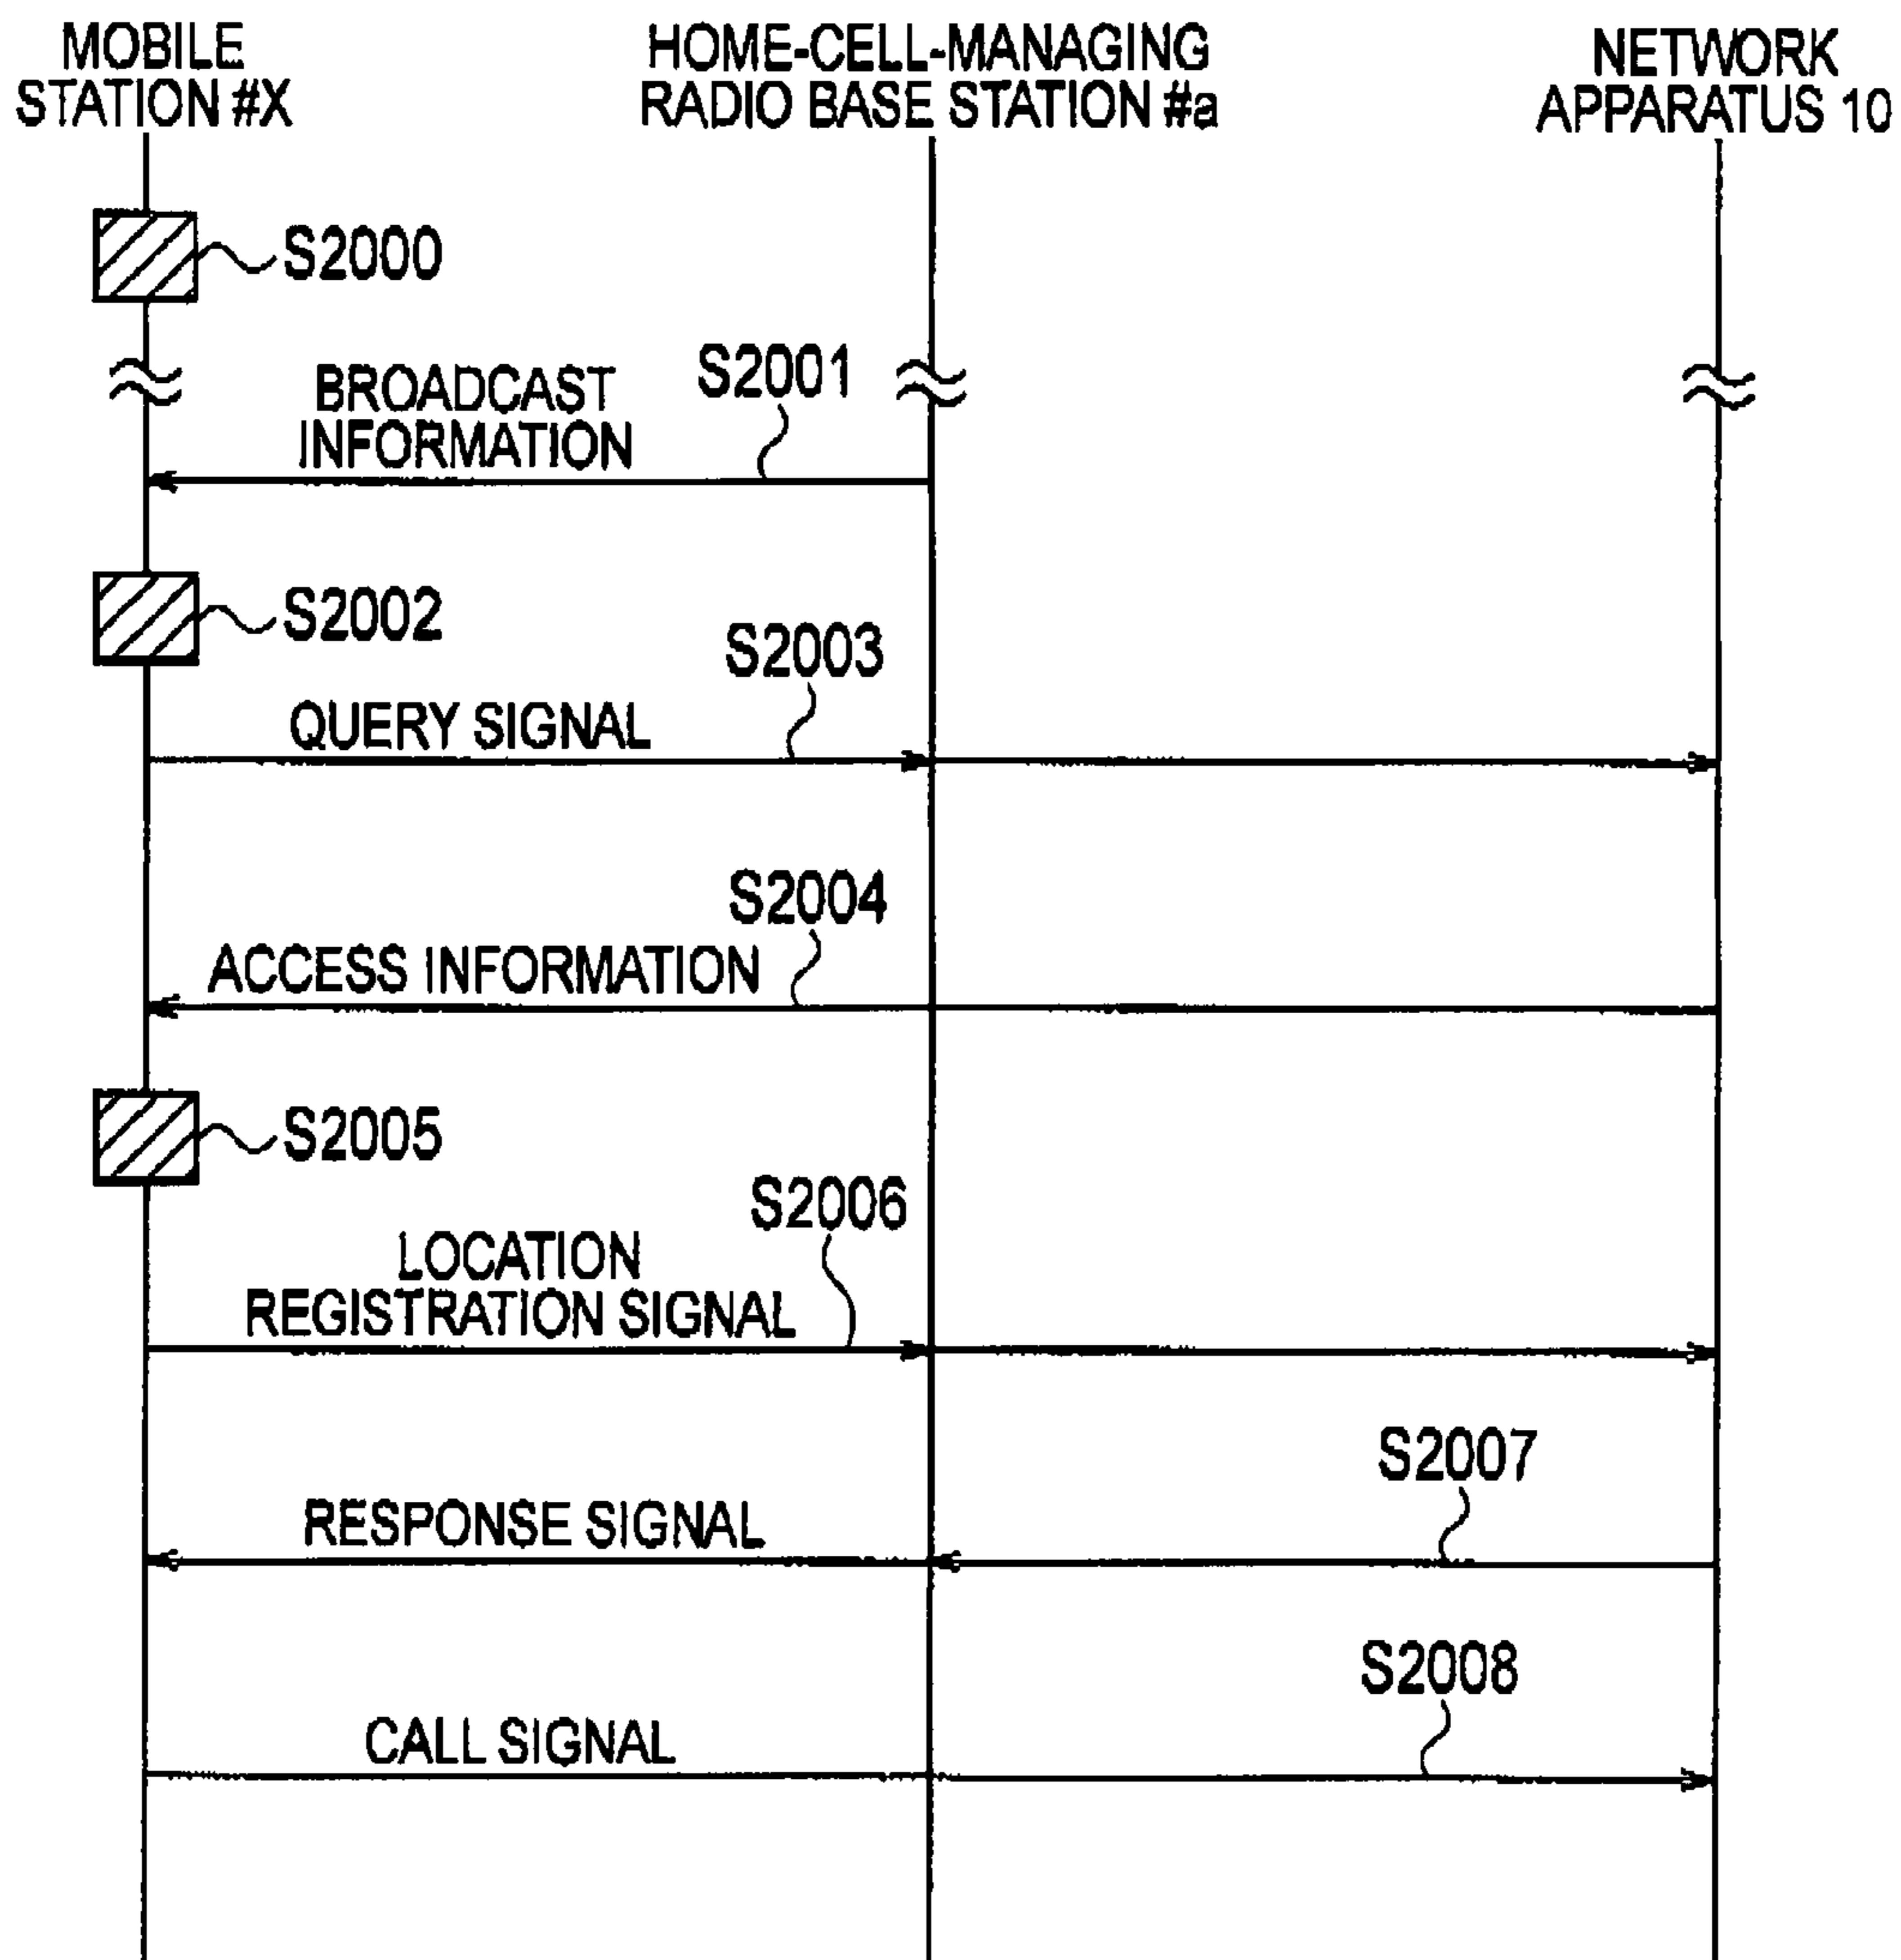 MOBILE
STATION #X
HOME-CELL-MANAGING
RADIO BASE STATION #a
NETWORK
APPARATUS 10
S2000
S2001
BROADCAST
INFORMATION
S2002
S2003
QUERY SIGNAL
S2004
ACCESS INFORMATION
S2005
S2006
LOCATION
REGISTRATION SIGNAL
S2007
RESPONSE SIGNAL
S2008
CALL SIGNAL